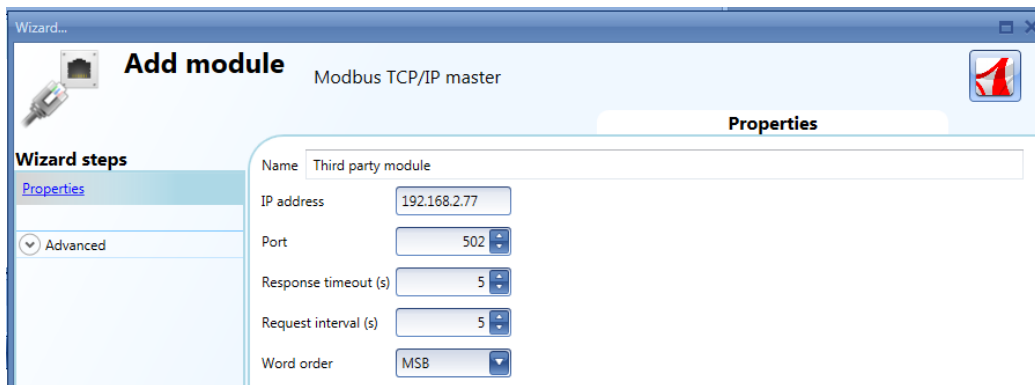 Wizard...
Add module
Modbus TCP/IP master
Properties
Wizard steps
Properties
Advanced
Name Third party module
IP address 192.168.2.77
Port 502
Response timeout (s) 5
Request interval (s) 5
Word order MSB